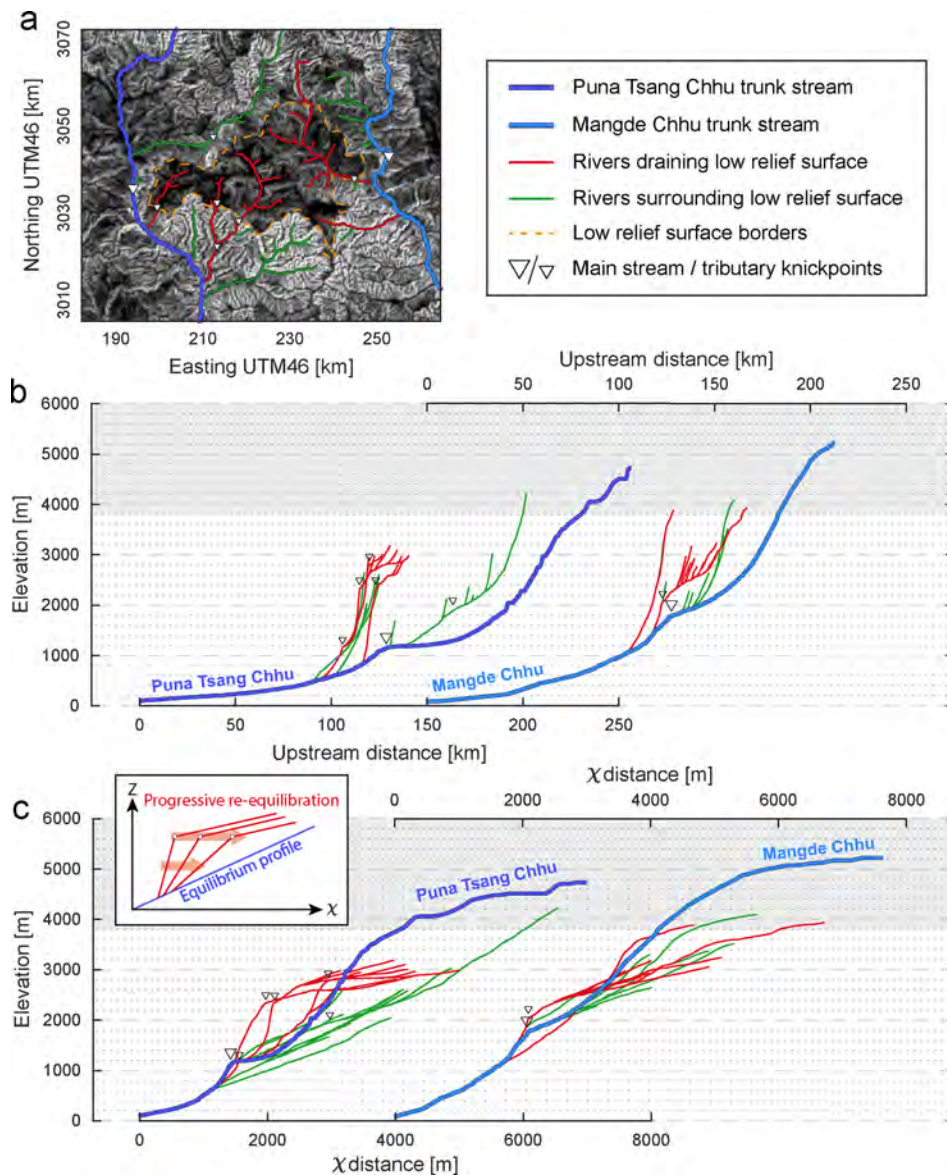 a
3070
3050
3030
3010
Northing UTM46 [km]
190
210
230
250
Easting UTM46 [km]
Puna Tsang Chhu trunk stream
Mangde Chhu trunk stream
Rivers draining low relief surface
Rivers surrounding low relief surface
Low relief surface borders
Main stream / tributary knickpoints
b
Upstream distance [km]
0
50
100
150
200
250
6000
5000
4000
3000
2000
1000
0
Elevation [m]
Puna Tsang Chhu
Mangde Chhu
0
50
100
150
200
250
Upstream distance [km]
c
χ distance [m]
0
2000
4000
6000
8000
Z
Progressive re-equilibration
Equilibrium profile
χ
6000
5000
4000
3000
2000
1000
0
Elevation [m]
Puna Tsang Chhu
Mangde Chhu
0
2000
4000
6000
8000
χ distance [m]